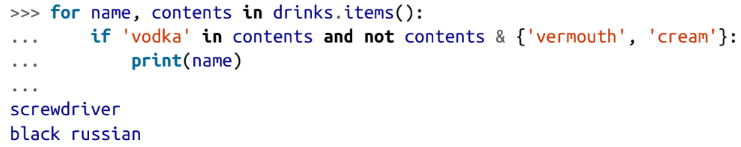 >>> for name, contents in drinks.items():
...     if 'vodka' in contents and not contents & {'vermouth', 'cream'}:
...         print(name)
...
screwdriver
black russian